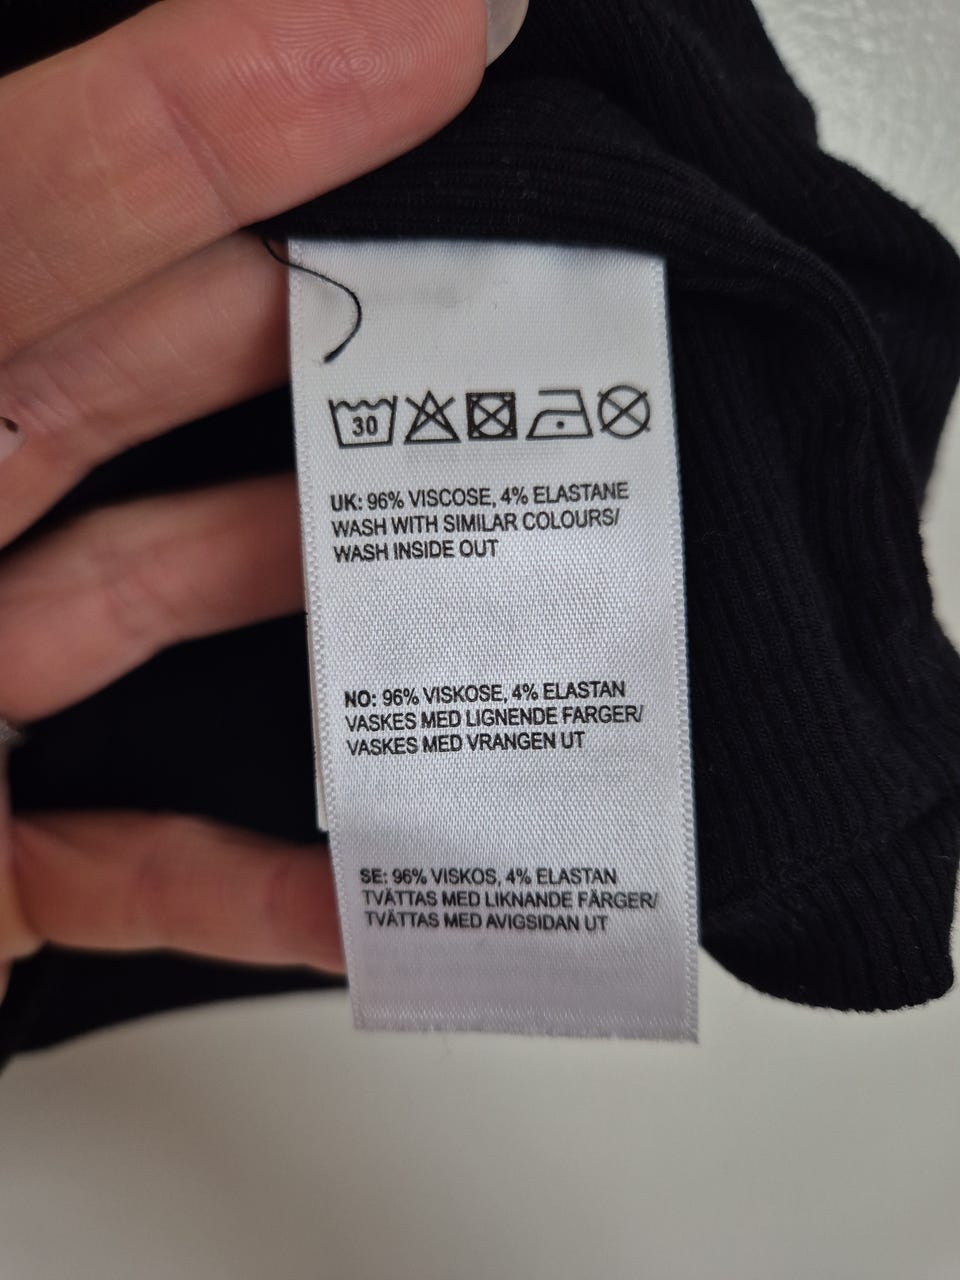 30
UK: 96% VISCOSE, 4% ELASTANE
WASH WITH SIMILAR COLOURS/
WASH INSIDE OUT
NO: 96% VISKOSE, 4% ELASTAN
VASKES MED LIGNENDE FARGER/
VASKES MED VRANGEN UT
SE: 96% VISKOS, 4% ELASTAN
TVÄTTAS MED LIKNANDE FÄRGER/
TVÄTTAS MED AVIGSIDAN UT